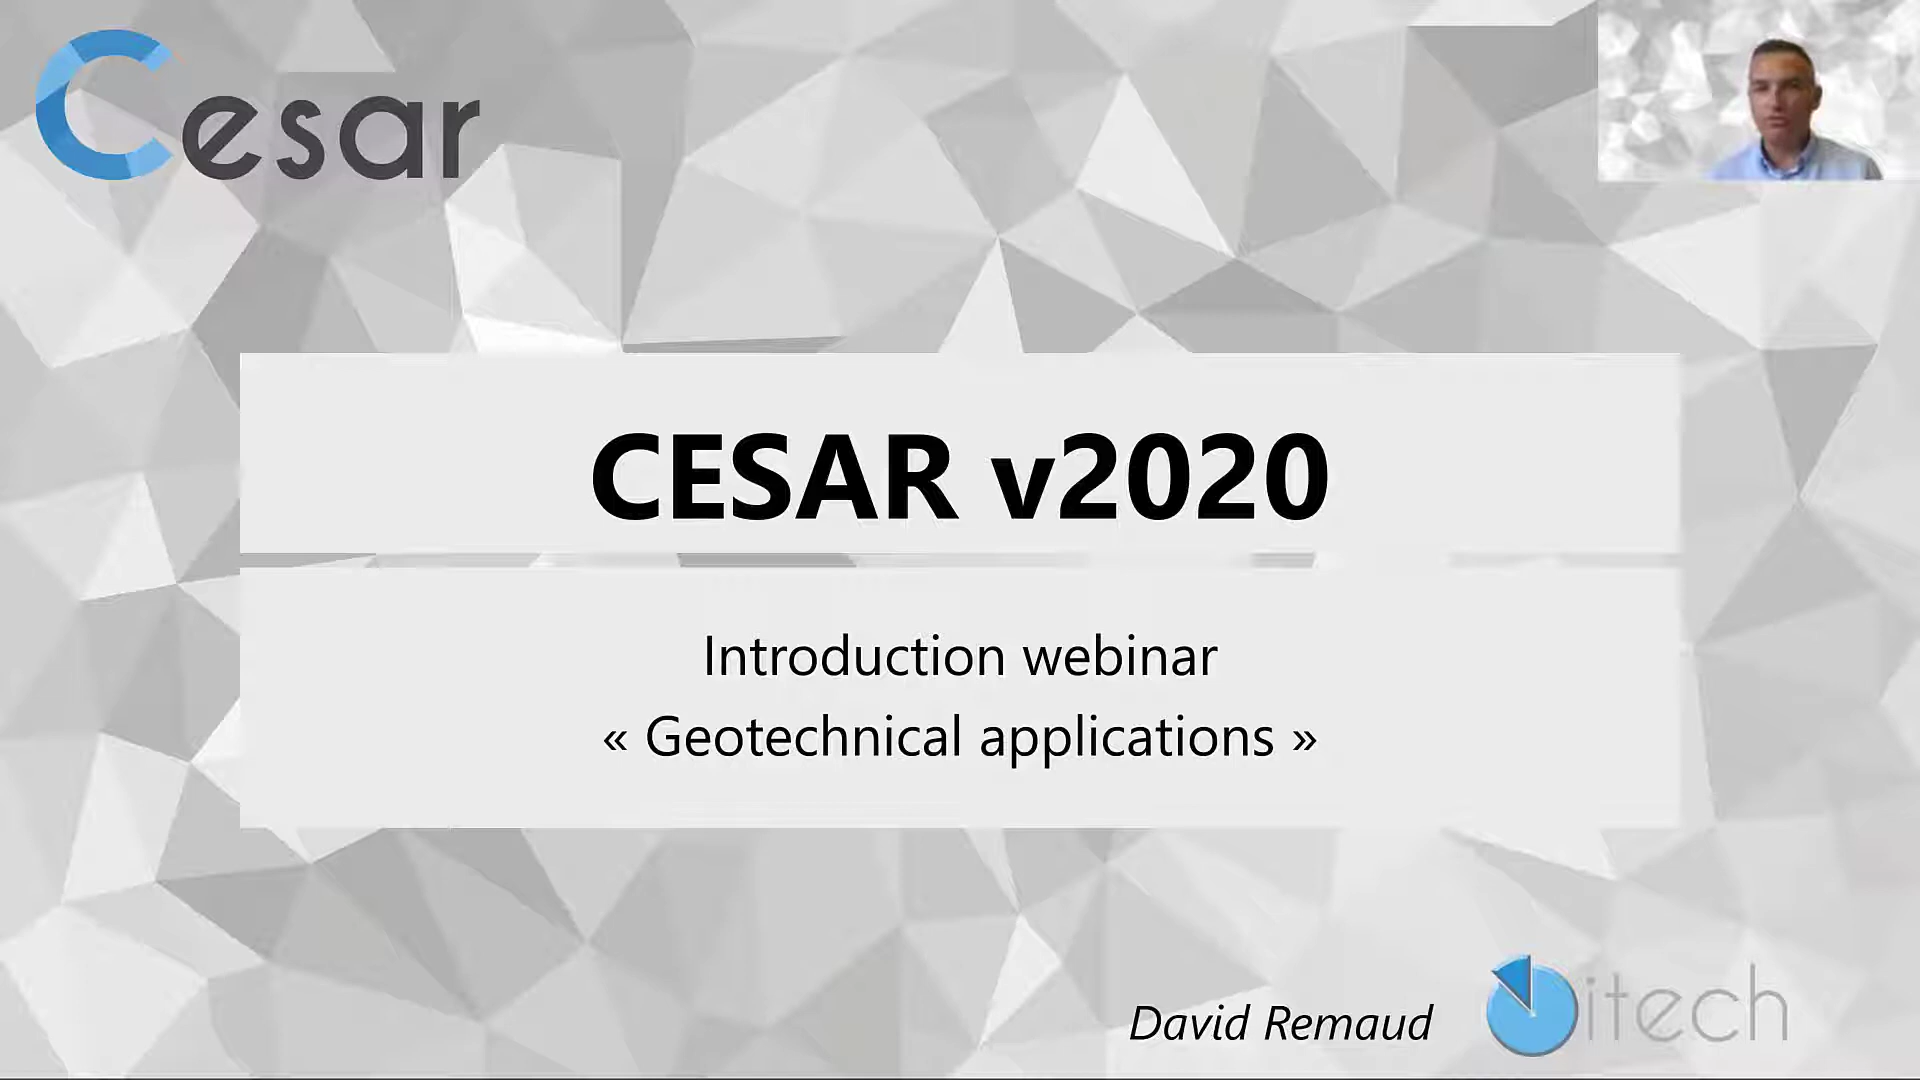 Cesar
CESAR v2020
Introduction webinar
« Geotechnical applications »
David Remaud
itech